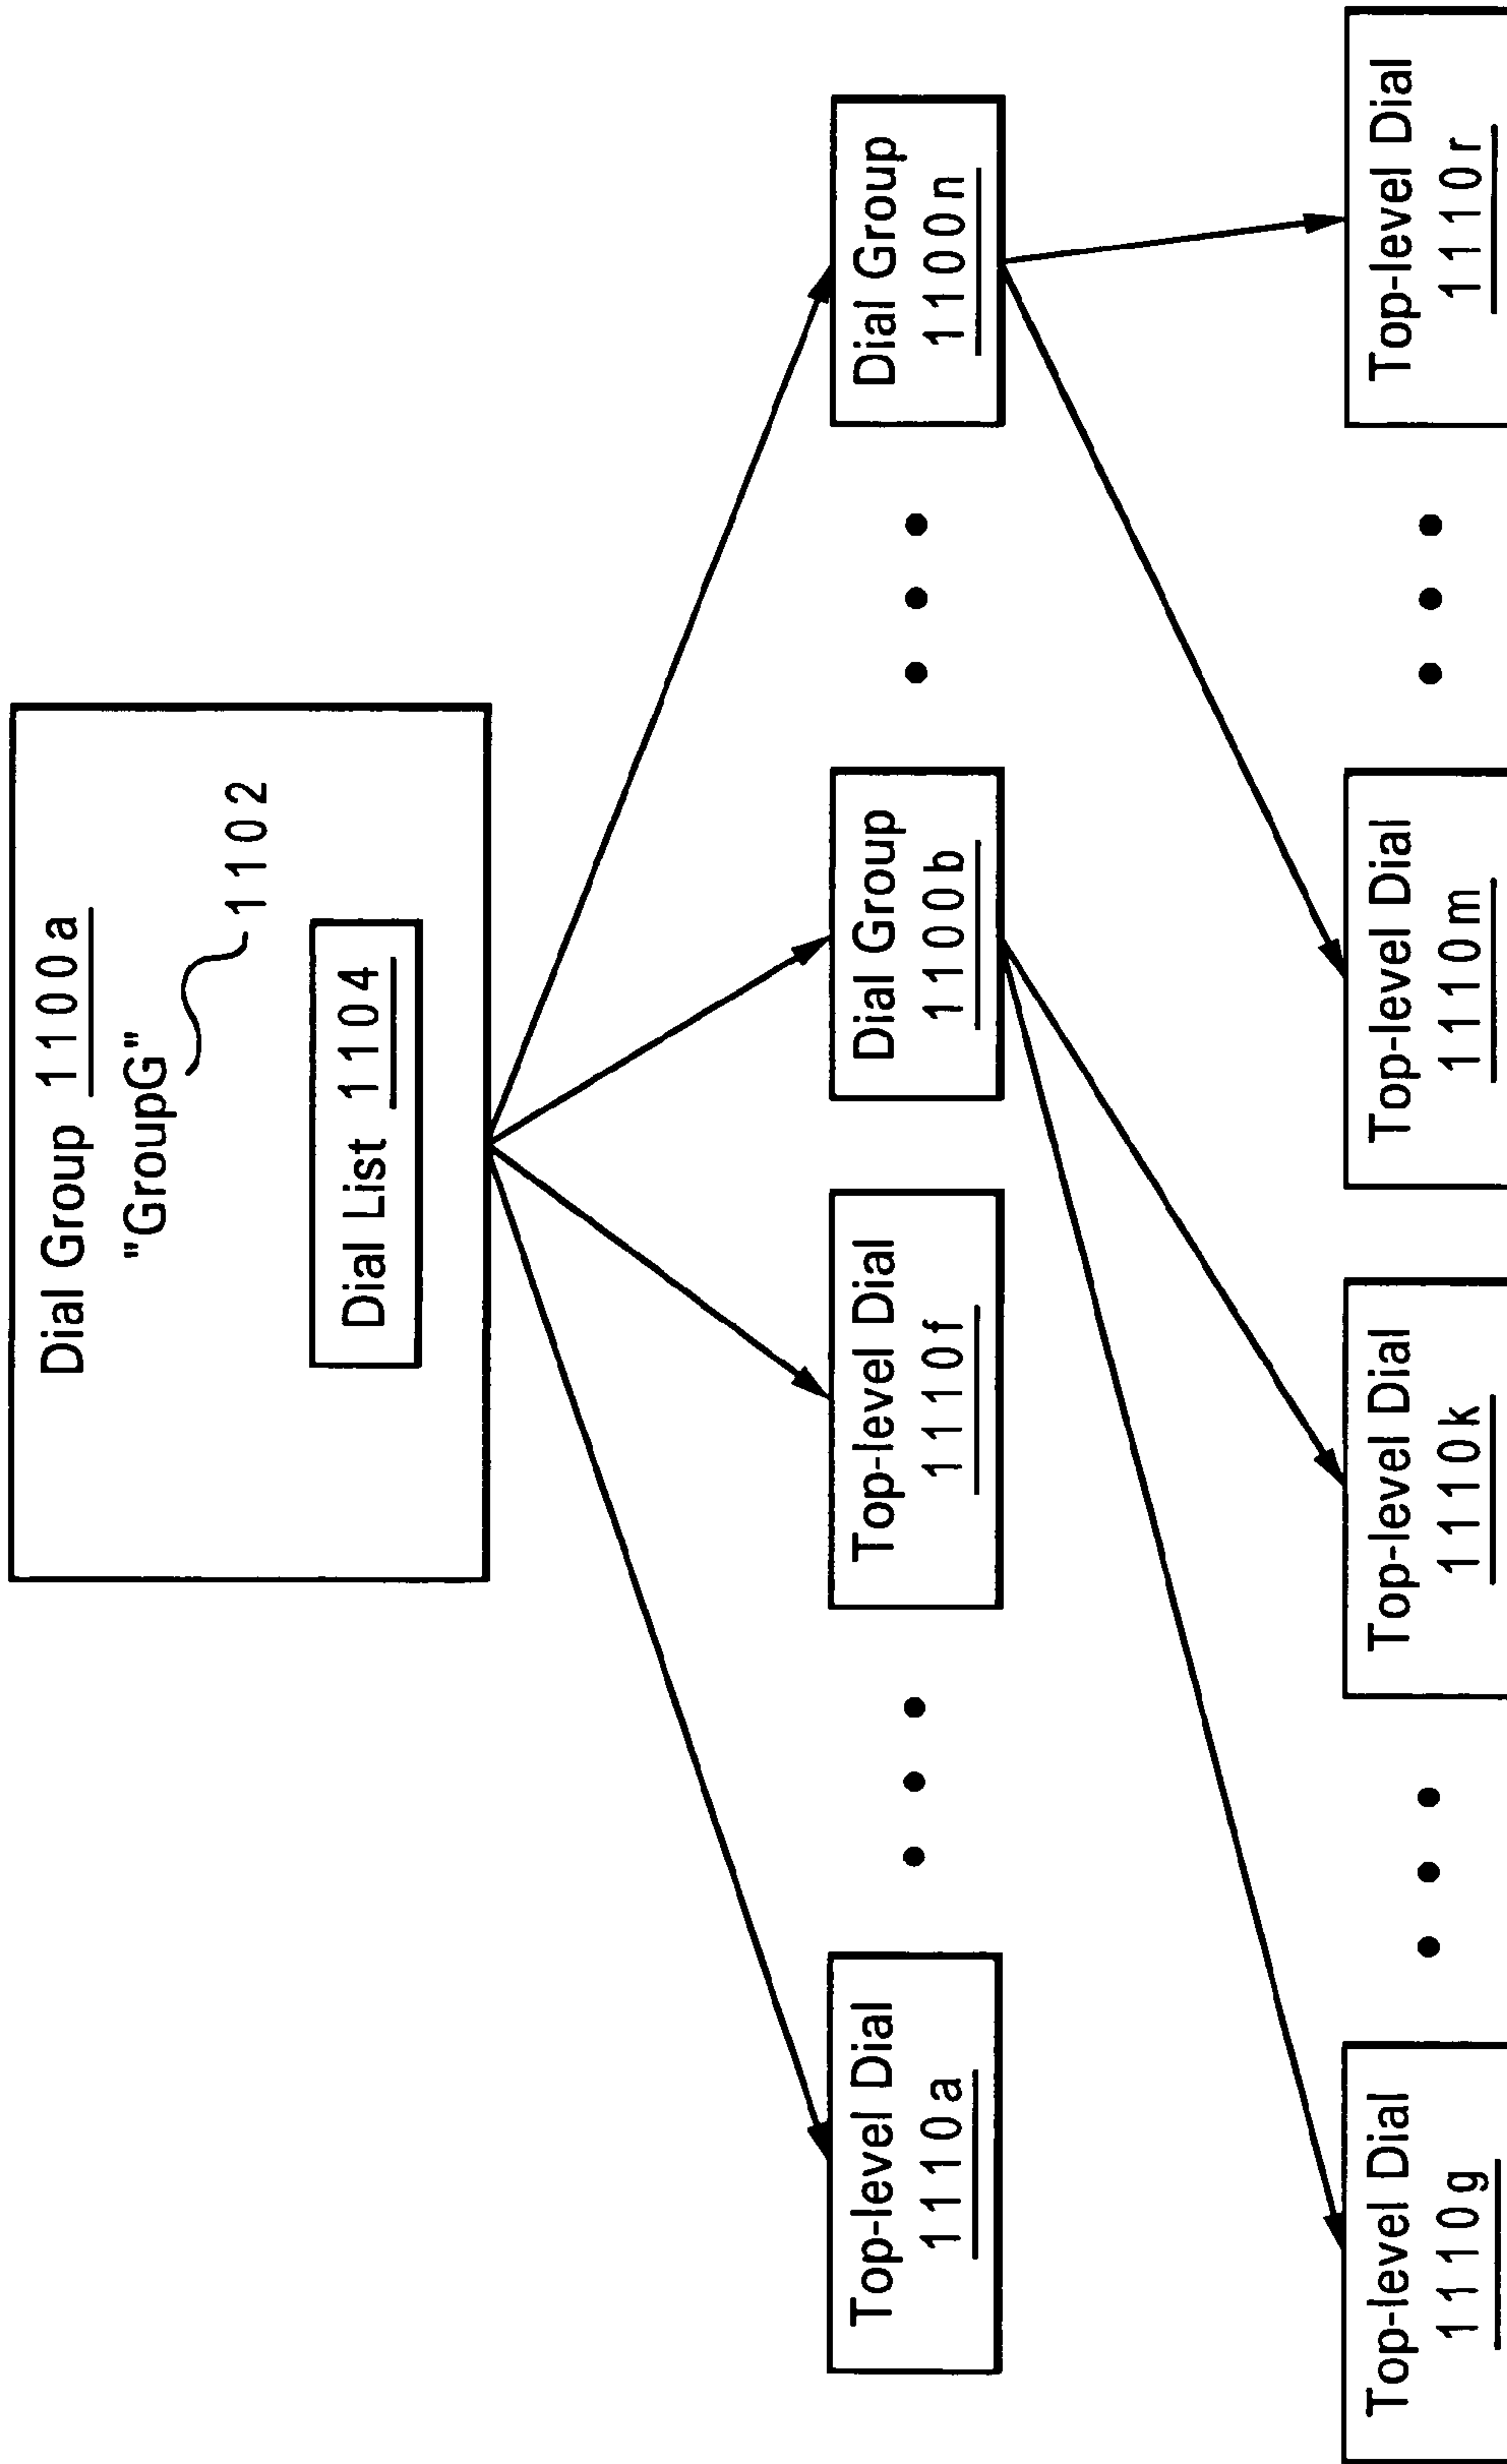 Dial Group 1100a
"GroupG"
1102
Dial List 1104
Top-level Dial
1110a
Top-level Dial
1110f
Dial Group
1100b
Dial Group
1100n
Top-level Dial
1110g
Top-level Dial
1110k
Top-level Dial
1110m
Top-level Dial
1110r